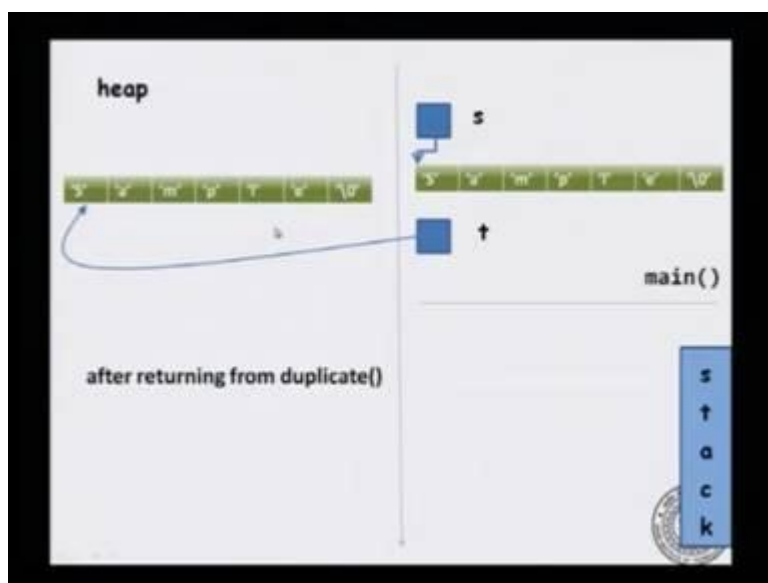 heap
s
'S' 'a' 'm' 'p' 'l' 'e' '\0'
'S' 'a' 'm' 'p' 'l' 'e' '\0'
t
main()
after returning from duplicate()
s
t
a
c
k